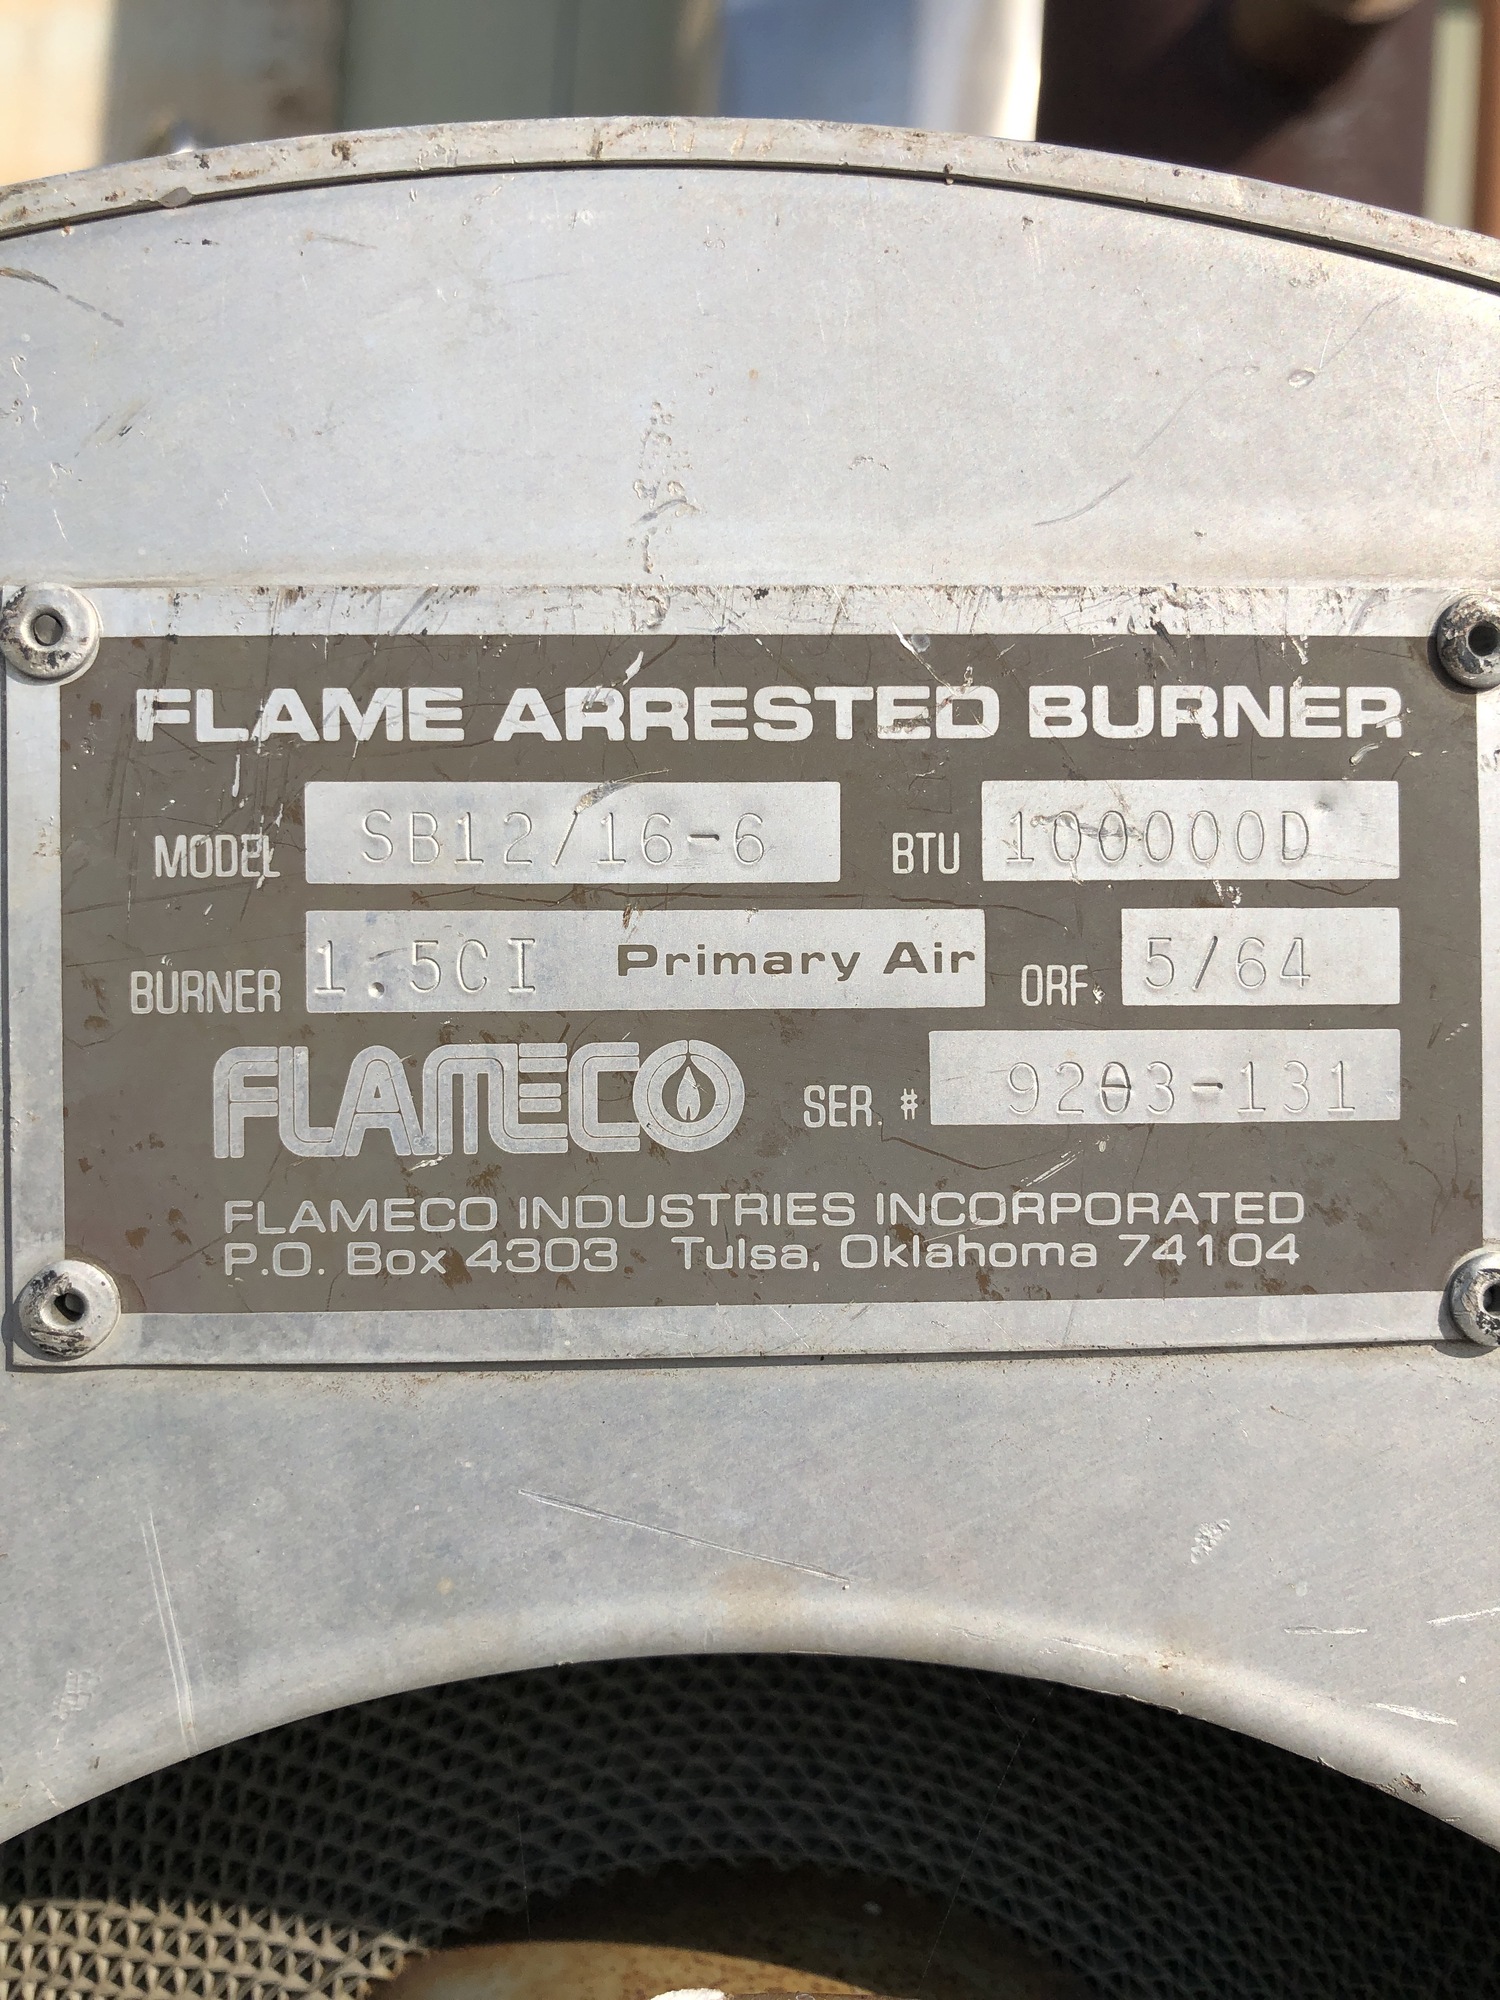 FLAME ARRESTED BURNER
MODEL SB12/16-6 BTU 100000D
BURNER 1.5CI Primary Air ORF. 5/64
FLAMECO SER. # 9203-131
FLAMECO INDUSTRIES INCORPORATED
P.O. Box 4303 Tulsa, Oklahoma 74104